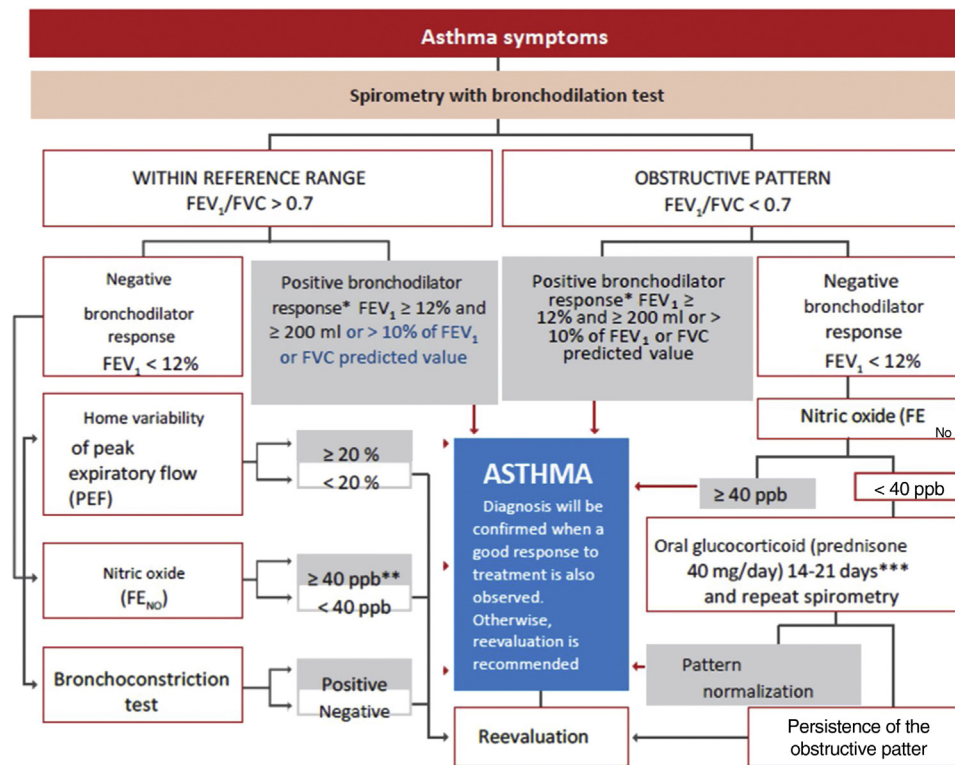 Asthma symptoms
Spirometry with bronchodilation test
WITHIN REFERENCE RANGE
FEV₁/FVC > 0.7
OBSTRUCTIVE PATTERN
FEV₁/FVC < 0.7
Negative
bronchodilator
response
FEV₁ < 12%
Positive bronchodilator
response* FEV₁ ≥ 12% and
≥ 200 ml or > 10% of FEV₁
or FVC predicted value
Positive bronchodilator
response* FEV₁ ≥
12% and ≥ 200 ml or >
10% of FEV₁ or FVC
predicted value
Negative
bronchodilator
response
FEV₁ < 12%
Home variability
of peak
expiratory flow
(PEF)
≥ 20 %
< 20 %
Nitric oxide
(FE_NO)
≥ 40 ppb**
< 40 ppb
Bronchoconstriction
test
Positive
Negative
ASTHMA
Diagnosis will be
confirmed when a
good response to
treatment is also
observed.
Otherwise,
reevaluation is
recommended
Reevaluation
Nitric oxide (FE
No
≥ 40 ppb
< 40 ppb
Oral glucocorticoid (prednisone
40 mg/day) 14-21 days***
and repeat spirometry
Pattern
normalization
Persistence of the
obstructive patter